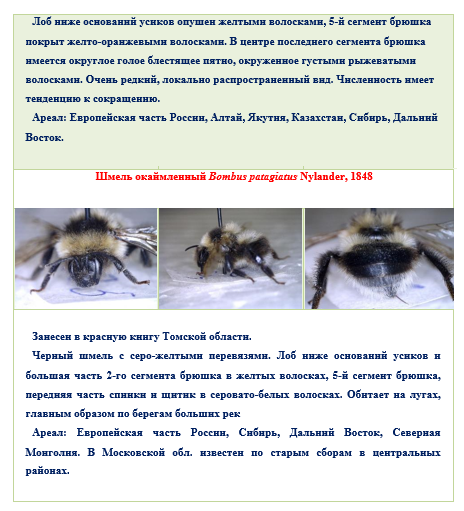 Лоб ниже оснований усиков опушен желтыми волосками, 5-й сегмент брюшка
покрыт желто-оранжевыми волосками. В центре последнего сегмента брюшка
имеется округлое голое блестящее пятно, окруженное густыми рыжеватыми
волосками. Очень редкий, локально распространенный вид. Численность имеет
тенденцию к сокращению.
Ареал: Европейская часть России, Алтай, Якутия, Казахстан, Сибирь, Дальний
Восток.
Шмель окаймленный Bombus patagiatus Nylander, 1848
Занесен в красную книгу Томской области.
Черный шмель с серо-желтыми перевязями. Лоб ниже оснований усиков и
большая часть 2-го сегмента брюшка в желтых волосках, 5-й сегмент брюшка,
передняя часть спинки и щитик в серовато-белых волосках. Обитает на лугах,
главным образом по берегам больших рек
Ареал: Европейская часть России, Сибирь, Дальний Восток, Северная
Монголия. В Московской обл. известен по старым сборам в центральных
районах.